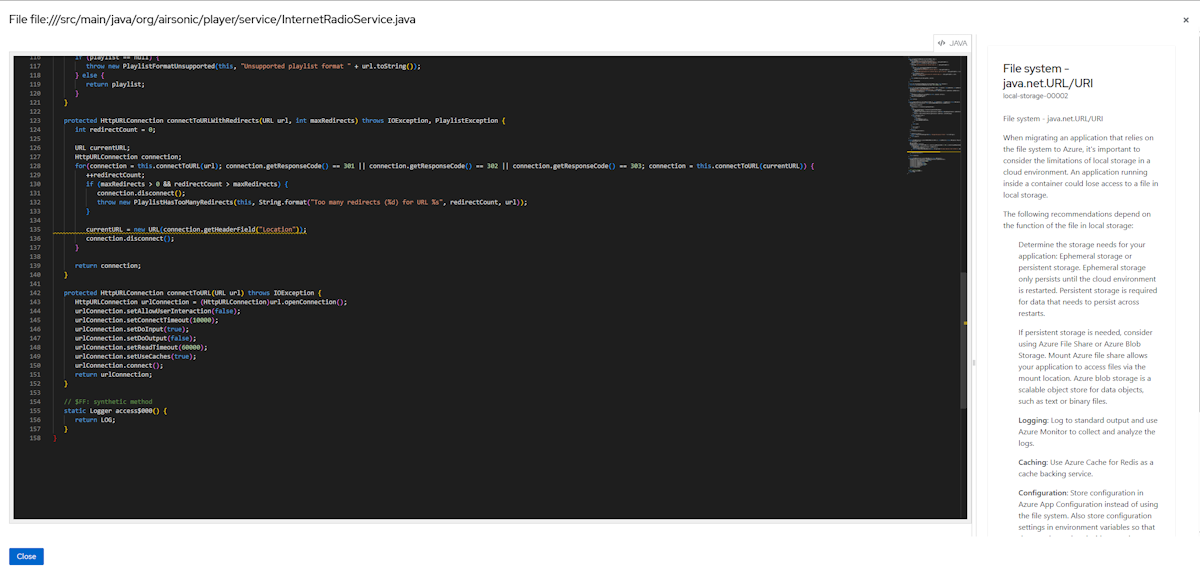 File file:///src/main/java/org/airsonic/player/service/InternetRadioService.java
×
</> JAVA
116 if (playlist == null) {
117 throw new PlaylistFormatUnsupported(this, "Unsupported playlist format " + url.toString());
118 } else {
119 return playlist;
120 }
121 }
122
123 protected HttpURLConnection connectToURLWithRedirects(URL url, int maxRedirects) throws IOException, PlaylistException {
124 int redirectCount = 0;
125
126 URL currentURL;
127 HttpURLConnection connection;
128 for(connection = this.connectToURL(url); connection.getResponseCode() == 301 || connection.getResponseCode() == 302 || connection.getResponseCode() == 303; connection = this.connectToURL(currentURL)) {
129 ++redirectCount;
130 if (maxRedirects > 0 && redirectCount > maxRedirects) {
131 connection.disconnect();
132 throw new PlaylistHasTooManyRedirects(this, String.format("Too many redirects (%d) for URL %s", redirectCount, url));
133 }
134
135 currentURL = new URL(connection.getHeaderField("Location"));
136 connection.disconnect();
137 }
138
139 return connection;
140 }
141
142 protected HttpURLConnection connectToURL(URL url) throws IOException {
143 HttpURLConnection urlConnection = (HttpURLConnection)url.openConnection();
144 urlConnection.setAllowUserInteraction(false);
145 urlConnection.setConnectTimeout(10000);
146 urlConnection.setDoInput(true);
147 urlConnection.setDoOutput(false);
148 urlConnection.setReadTimeout(60000);
149 urlConnection.setUseCaches(true);
150 urlConnection.connect();
151 return urlConnection;
152 }
153
154 // $FF: synthetic method
155 static Logger access$000() {
156 return LOG;
157 }
158 }
File system -
java.net.URL/URI
local-storage-00002
File system - java.net.URL/URI
When migrating an application that relies on
the file system to Azure, it's important to
consider the limitations of local storage in a
cloud environment. An application running
inside a container could lose access to a file in
local storage.
The following recommendations depend on
the function of the file in local storage:
Determine the storage needs for your
application: Ephemeral storage or
persistent storage. Ephemeral storage
only persists until the cloud environment
is restarted. Persistent storage is required
for data that needs to persist across
restarts.
If persistent storage is needed, consider
using Azure File Share or Azure Blob
Storage. Mount Azure file share allows
your application to access files via the
mount location. Azure blob storage is a
scalable object store for data objects,
such as text or binary files.
Logging: Log to standard output and use
Azure Monitor to collect and analyze the
logs.
Caching: Use Azure Cache for Redis as a
cache backing service.
Configuration: Store configuration in
Azure App Configuration instead of using
the file system. Also store configuration
settings in environment variables so that
Close